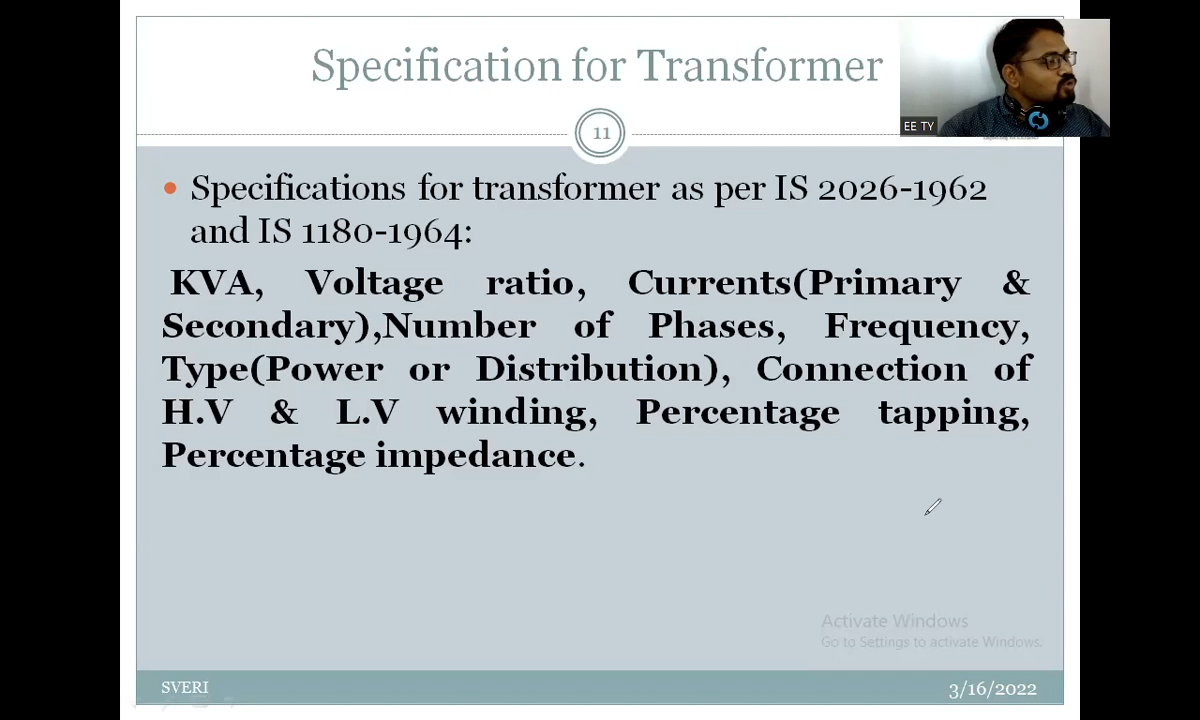 Specification for Transformer
EE TY
11
Specifications for transformer as per IS 2026-1962
and IS 1180-1964:
KVA, Voltage ratio, Currents(Primary &
Secondary),Number of Phases, Frequency,
Type(Power or Distribution), Connection of
H.V & L.V winding, Percentage tapping,
Percentage impedance.
Activate Windows
Go to Settings to activate Windows.
SVERI
3/16/2022